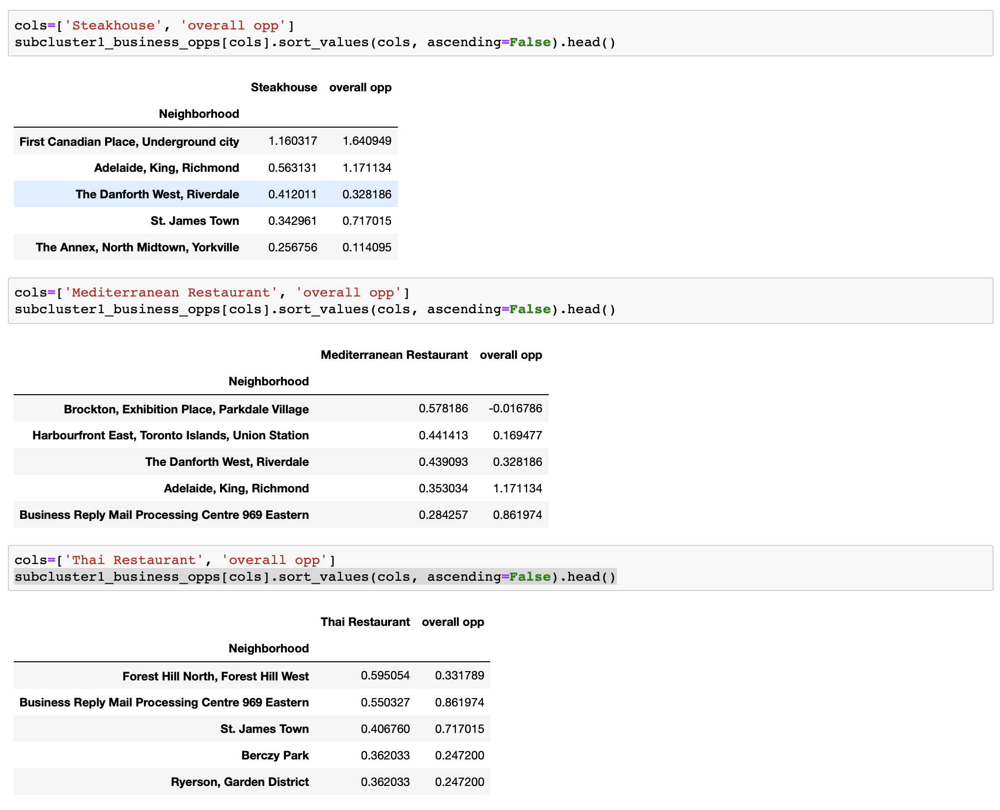 cols=['Steakhouse', 'overall opp']
subcluster1_business_opps[cols].sort_values(cols, ascending=False).head()
Steakhouse overall opp
Neighborhood
First Canadian Place, Underground city 1.160317 1.640949
Adelaide, King, Richmond 0.563131 1.171134
The Danforth West, Riverdale 0.412011 0.328186
St. James Town 0.342961 0.717015
The Annex, North Midtown, Yorkville 0.256756 0.114095
cols=['Mediterranean Restaurant', 'overall opp']
subcluster1_business_opps[cols].sort_values(cols, ascending=False).head()
Mediterranean Restaurant overall opp
Neighborhood
Brockton, Exhibition Place, Parkdale Village 0.578186 -0.016786
Harbourfront East, Toronto Islands, Union Station 0.441413 0.169477
The Danforth West, Riverdale 0.439093 0.328186
Adelaide, King, Richmond 0.353034 1.171134
Business Reply Mail Processing Centre 969 Eastern 0.284257 0.861974
cols=['Thai Restaurant', 'overall opp']
subcluster1_business_opps[cols].sort_values(cols, ascending=False).head()
Thai Restaurant overall opp
Neighborhood
Forest Hill North, Forest Hill West 0.595054 0.331789
Business Reply Mail Processing Centre 969 Eastern 0.550327 0.861974
St. James Town 0.406760 0.717015
Berczy Park 0.362033 0.247200
Ryerson, Garden District 0.362033 0.247200